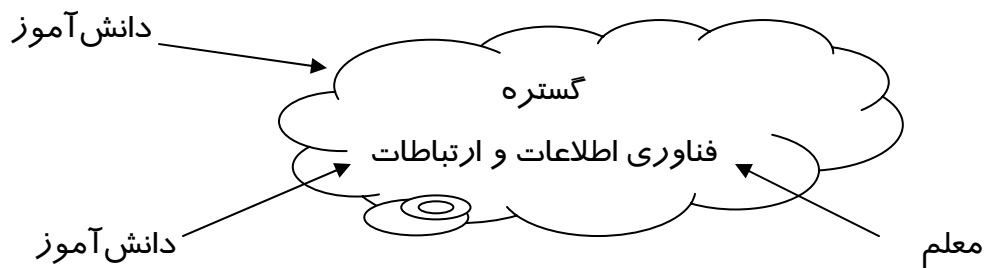 دانش‌آموز
گستره
فناوری اطلاعات و ارتباطات
معلم
دانش‌آموز